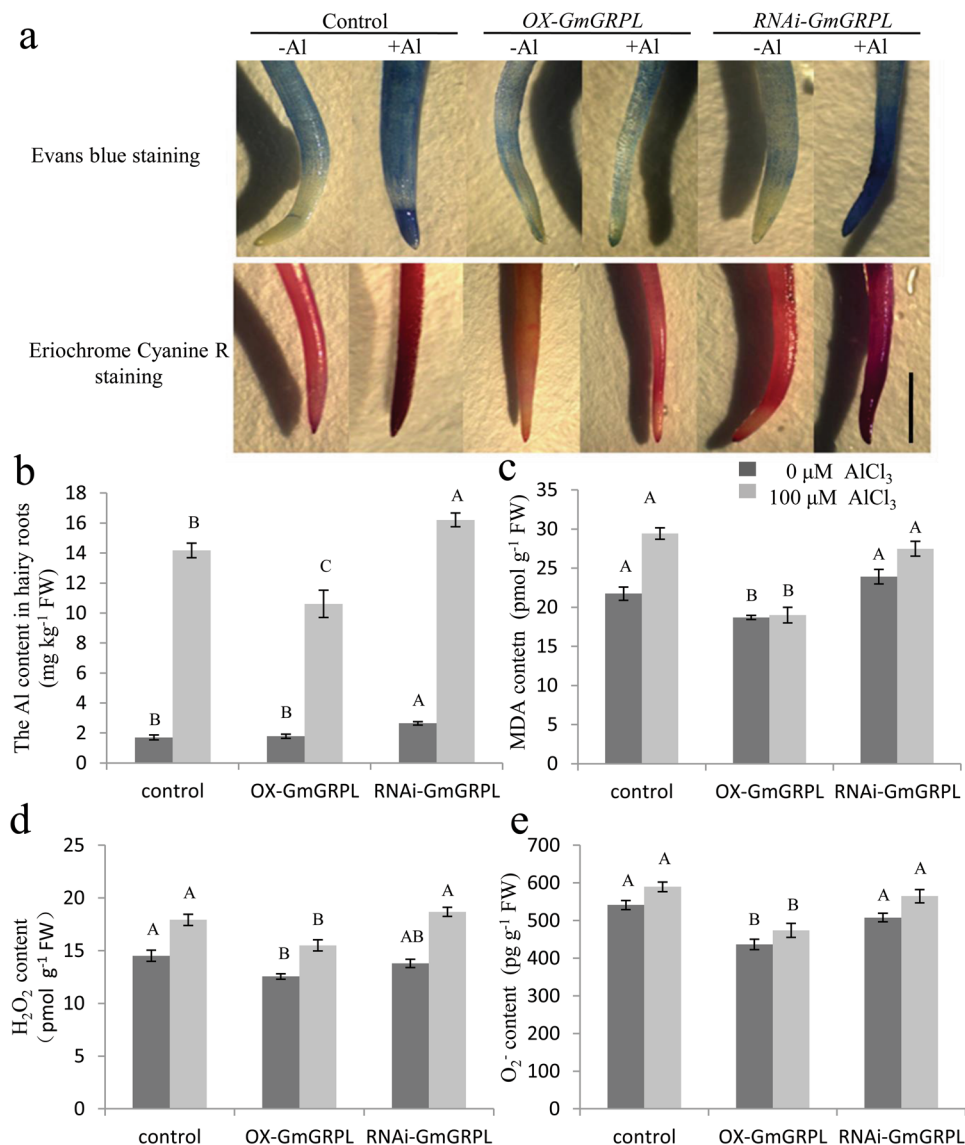 a
Control OX-GmGRPL RNAi-GmGRPL
-Al +Al -Al +Al -Al +Al
Evans blue staining
Eriochrome Cyanine R
staining
b
The Al content in hairy roots
(mg kg⁻¹ FW)
18
16
14
12
10
8
6
4
2
0
B
B
B
C
A
A
control OX-GmGRPL RNAi-GmGRPL
c
0 μM AlCl₃
100 μM AlCl₃
MDA contetn (pmol g⁻¹ FW)
35
30
25
20
15
10
5
0
A
A
B
B
A
A
control OX-GmGRPL RNAi-GmGRPL
d
H₂O₂ content
(pmol g⁻¹ FW)
25
20
15
10
5
0
A
A
B
B
AB
A
control OX-GmGRPL RNAi-GmGRPL
e
O₂⁻ content (pg g⁻¹ FW)
700
600
500
400
300
200
100
0
A
A
B
B
A
A
control OX-GmGRPL RNAi-GmGRPL